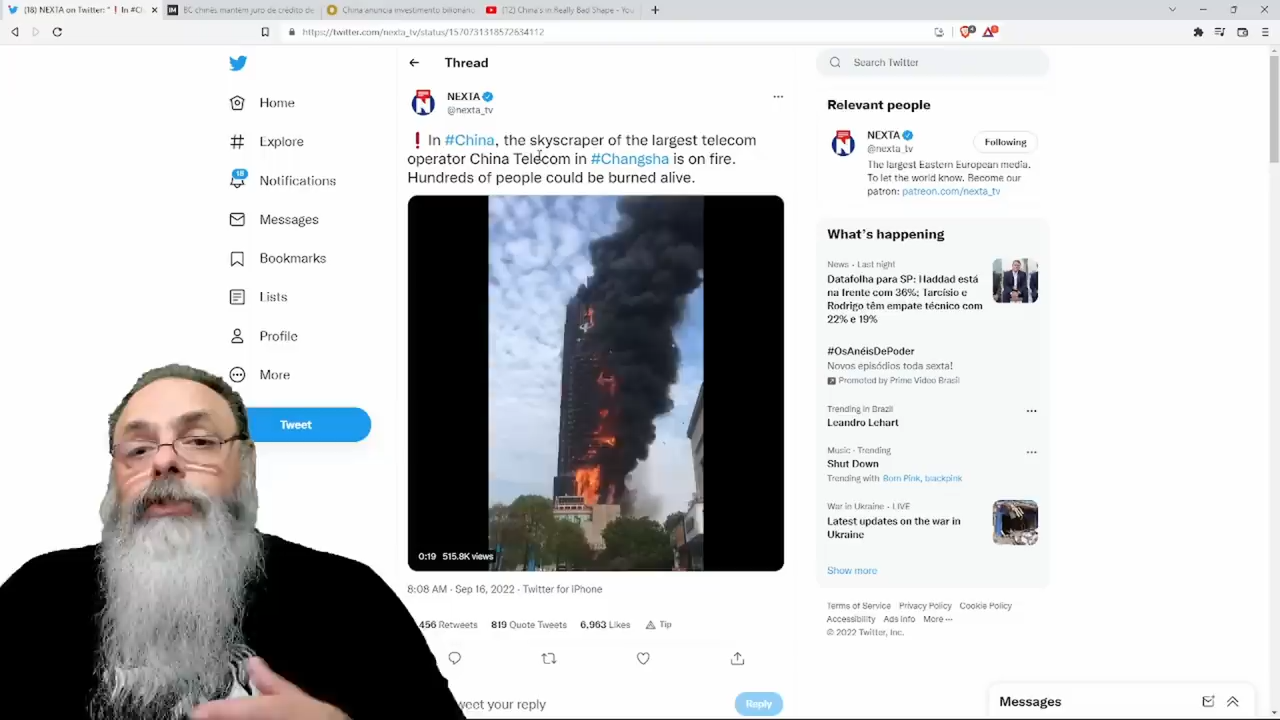 (18) NEXTA on Twitter: "❗ In #C
BC chinês mantém juro de crédito de
China anuncia investimento bilionário
(12) China's in Really Bad Shape - You
https://twitter.com/nexta_tv/status/1570731318572634112
Home
Explore
18
Notifications
Messages
Bookmarks
Lists
Profile
More
Tweet
Thread
NEXTA
@nexta_tv
❗In #China, the skyscraper of the largest telecom
operator China Telecom in #Changsha is on fire.
Hundreds of people could be burned alive.
0:19 515.8K views
8:08 AM · Sep 16, 2022 · Twitter for iPhone
456 Retweets 819 Quote Tweets 6,963 Likes Tip
weet your reply
Reply
Search Twitter
Relevant people
NEXTA
@nexta_tv
Following
The largest Eastern European media.
To let the world know. Become our
patron: patreon.com/nexta_tv
What's happening
News · Last night
Datafolha para SP: Haddad está
na frente com 36%; Tarcísio e
Rodrigo têm empate técnico com
22% e 19%
#OsAnéisDePoder
Novos episódios toda sexta!
Promoted by Prime Video Brasil
Trending in Brazil
Leandro Lehart
Music · Trending
Shut Down
Trending with Born Pink, blackpink
War in Ukraine · LIVE
Latest updates on the war in
Ukraine
Show more
Terms of Service Privacy Policy Cookie Policy
Accessibility Ads info More ···
© 2022 Twitter, Inc.
Messages